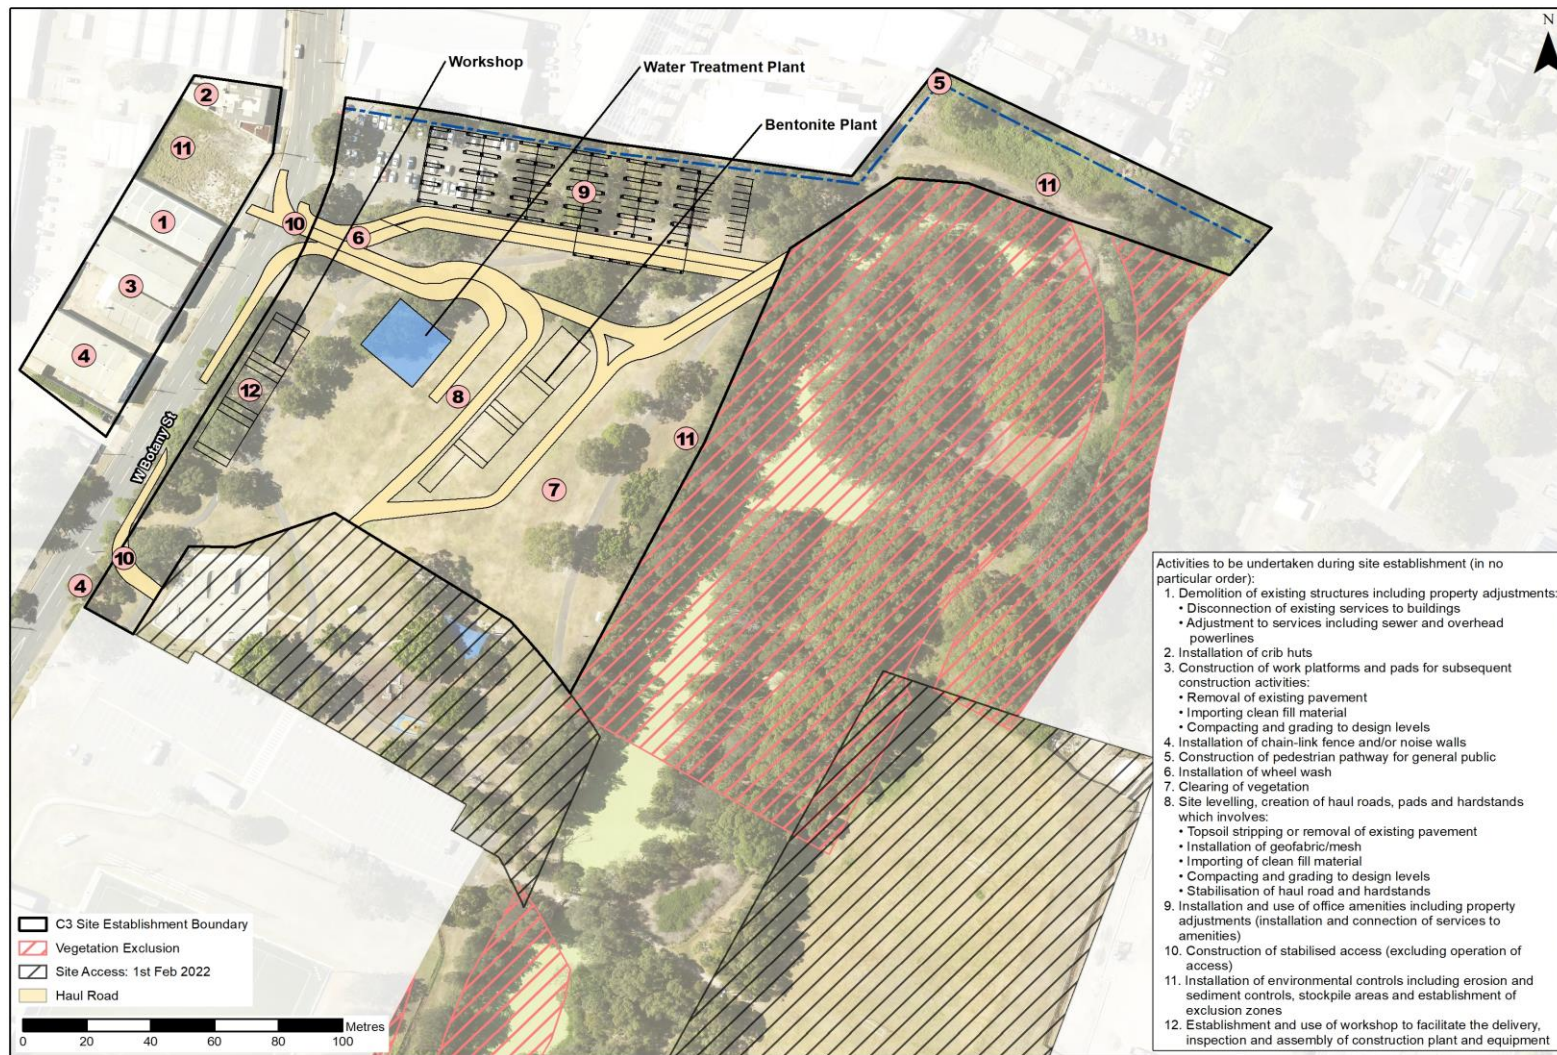 N
5
2
Workshop
Water Treatment Plant
Bentonite Plant
11
11
9
1
10
6
3
4
12
8
11
W Botany St
7
10
4
Activities to be undertaken during site establishment (in no
particular order):
1. Demolition of existing structures including property adjustments:
• Disconnection of existing services to buildings
• Adjustment to services including sewer and overhead
powerlines
2. Installation of crib huts
3. Construction of work platforms and pads for subsequent
construction activities:
• Removal of existing pavement
• Importing clean fill material
• Compacting and grading to design levels
4. Installation of chain-link fence and/or noise walls
5. Construction of pedestrian pathway for general public
6. Installation of wheel wash
7. Clearing of vegetation
8. Site levelling, creation of haul roads, pads and hardstands
which involves:
• Topsoil stripping or removal of existing pavement
• Installation of geofabric/mesh
• Importing of clean fill material
• Compacting and grading to design levels
• Stabilisation of haul road and hardstands
9. Installation and use of office amenities including property
adjustments (installation and connection of services to
amenities)
10. Construction of stabilised access (excluding operation of
access)
11. Installation of environmental controls including erosion and
sediment controls, stockpile areas and establishment of
exclusion zones
12. Establishment and use of workshop to facilitate the delivery,
inspection and assembly of construction plant and equipment
C3 Site Establishment Boundary
Vegetation Exclusion
Site Access: 1st Feb 2022
Haul Road
Metres
0 20 40 60 80 100